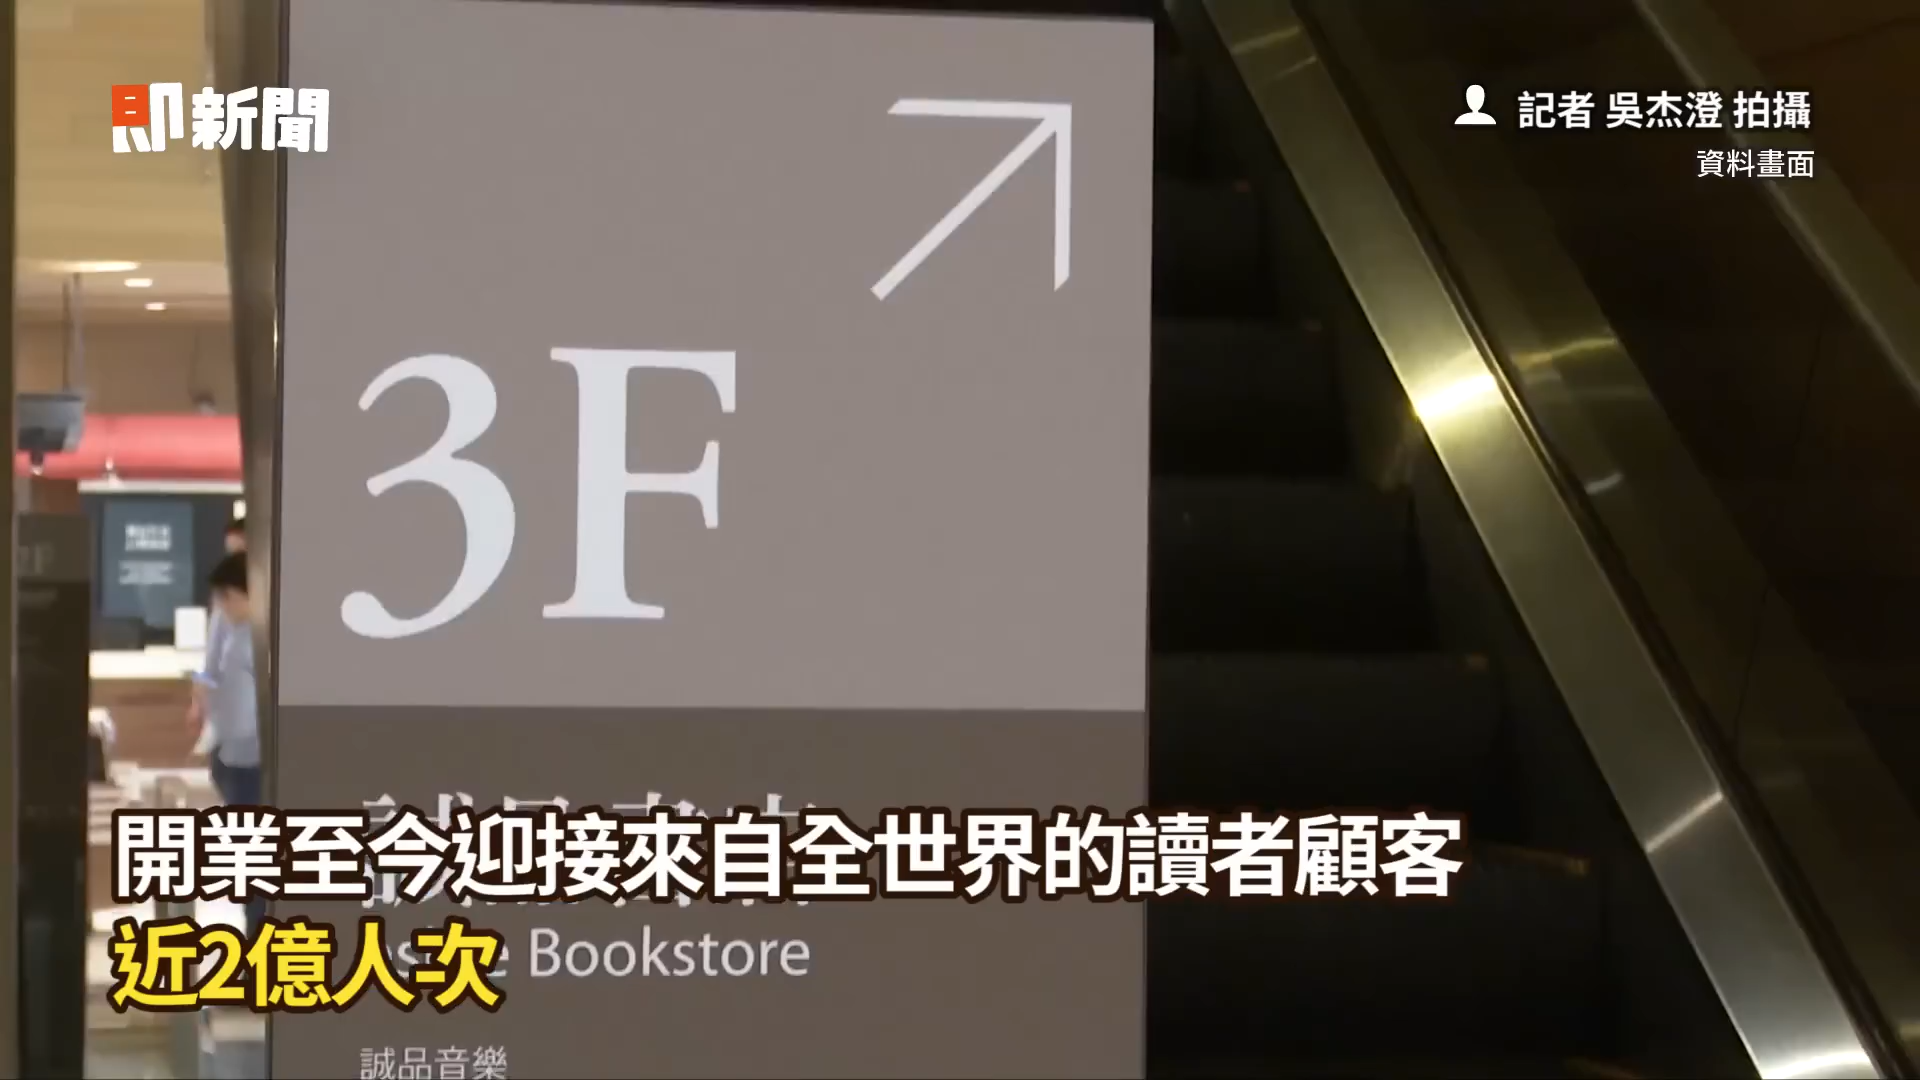 即新聞
記者 吳杰澄 拍攝
資料畫面
3F
開業至今迎接來自全世界的讀者顧客
近2億人次
Bookstore
誠品音樂